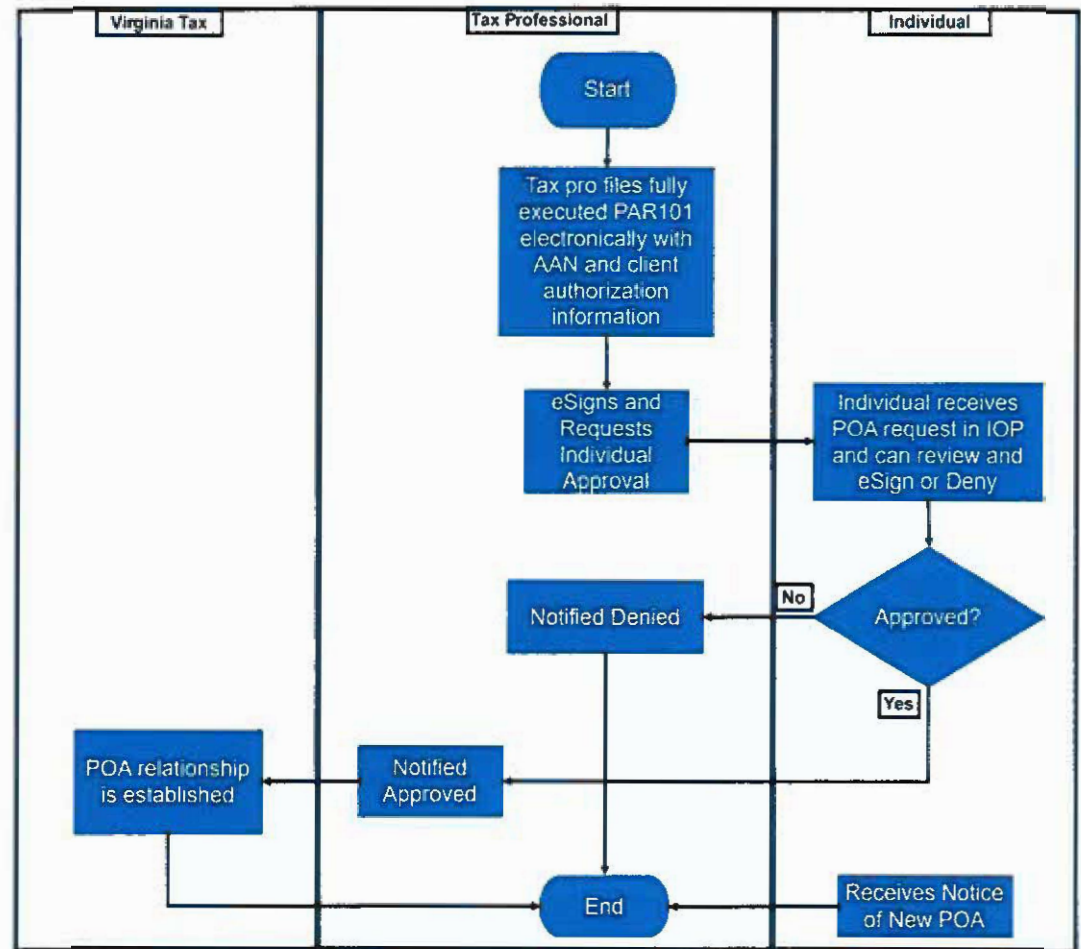 Virginia Tax
Tax Professional
Individual
Start
Tax pro files fully
executed PAR101
electronically with
AAN and client
authorization
information
eSigns and
Requests
Individual
Approval
Individual receives
POA request in IOP
and can review and
eSign or Deny
No
Notified Denied
Approved?
Yes
POA relationship
is established
Notified
Approved
End
Receives Notice
of New POA